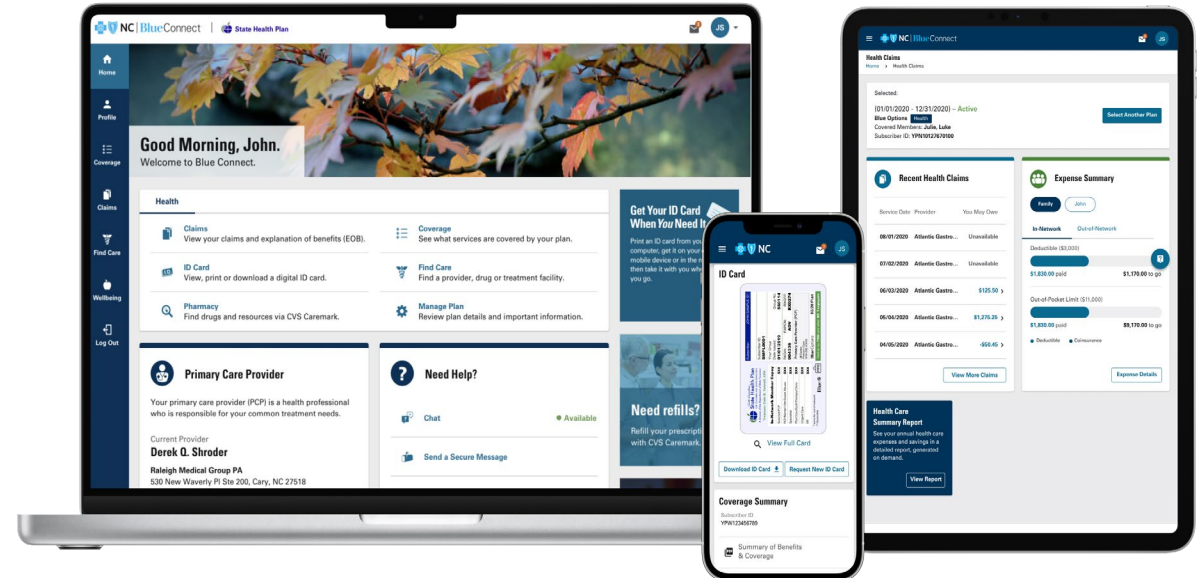 NC BlueConnect State Health Plan
JS
Home
Profile
Coverage
Claims
Find Care
Wellbeing
Log Out
Good Morning, John.
Welcome to Blue Connect.
Health
Claims
View your claims and explanation of benefits (EOB).
Coverage
See what services are covered by your plan.
ID Card
View, print or download a digital ID card.
Find Care
Find a provider, drug or treatment facility.
Pharmacy
Find drugs and resources via CVS Caremark.
Manage Plan
Review plan details and important information.
Get Your ID Card
When You Need It
Print an ID card from your
computer, get it on your
mobile device or in the
then take it with you
you go.
Primary Care Provider
Your primary care provider (PCP) is a health professional
who is responsible for your common treatment needs.
Current Provider
Derek Q. Shroder
Raleigh Medical Group PA
530 New Waverly Pl Ste 200, Cary, NC 27518
Need Help?
Chat
Available
Send a Secure Message
Need refills?
Refill your
with CVS Caremark.
NC
JS
ID Card
State Health Plan
View Full Card
Download ID Card
Request New ID Card
Coverage Summary
Subscriber ID
YPW123456789
Summary of Benefits
& Coverage
NC BlueConnect
JS
Health Claims
Home > Health Claims
Selected:
(01/01/2020 - 12/31/2020) – Active
Blue Options Health
Covered Members: Julie, Luke
Subscriber ID: YPN10127670100
Select Another Plan
Recent Health Claims
Service Date Provider You May Owe
08/01/2020 Atlantic Gastro... Unavailable
07/02/2020 Atlantic Gastro... Unavailable
06/03/2020 Atlantic Gastro... $125.50 >
05/04/2020 Atlantic Gastro... $1,276.25 >
04/05/2020 Atlantic Gastro... -$50.45 >
View More Claims
Expense Summary
Family John
In-Network Out-of-Network
Deductible ($3,000)
$1,830.00 paid $1,170.00 to go
Out-of-Pocket Limit ($11,000)
$1,830.00 paid $9,170.00 to go
Deductible Coinsurance
Expense Details
Health Care
Summary Report
See your annual health care
expenses and savings in a
detailed report, generated
on demand.
View Report